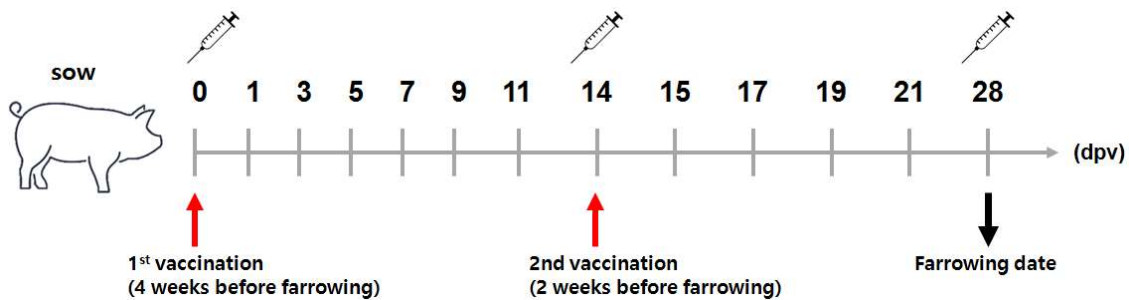 sow
0 1 3 5 7 9 11 14 15 17 19 21 28
(dpv)
1st vaccination
(4 weeks before farrowing)
2nd vaccination
(2 weeks before farrowing)
Farrowing date